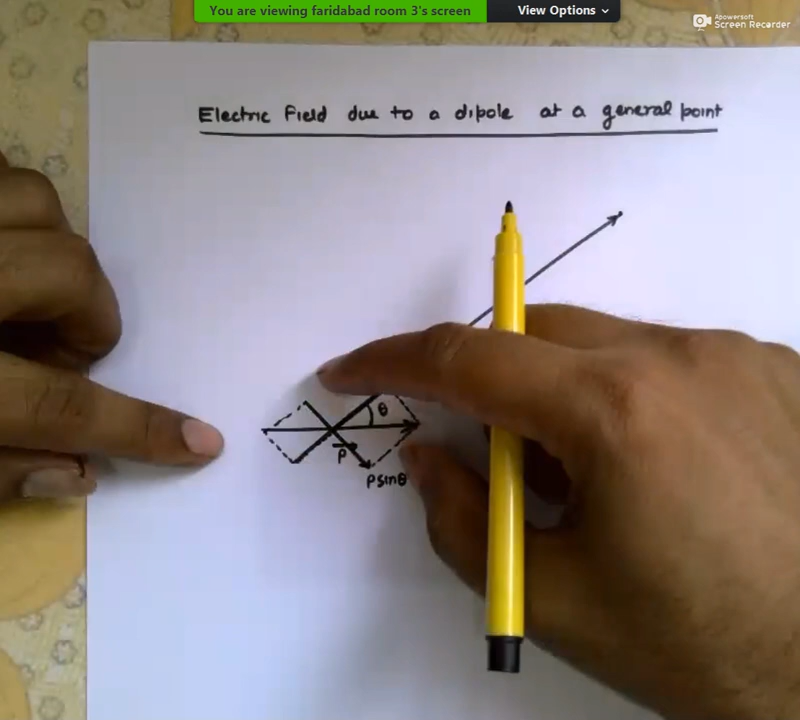 You are viewing faridabad room 3's screen
View Options
Apowersoft
Screen Recorder
Electric Field due to a dipole at a general point
θ
P
Psinθ